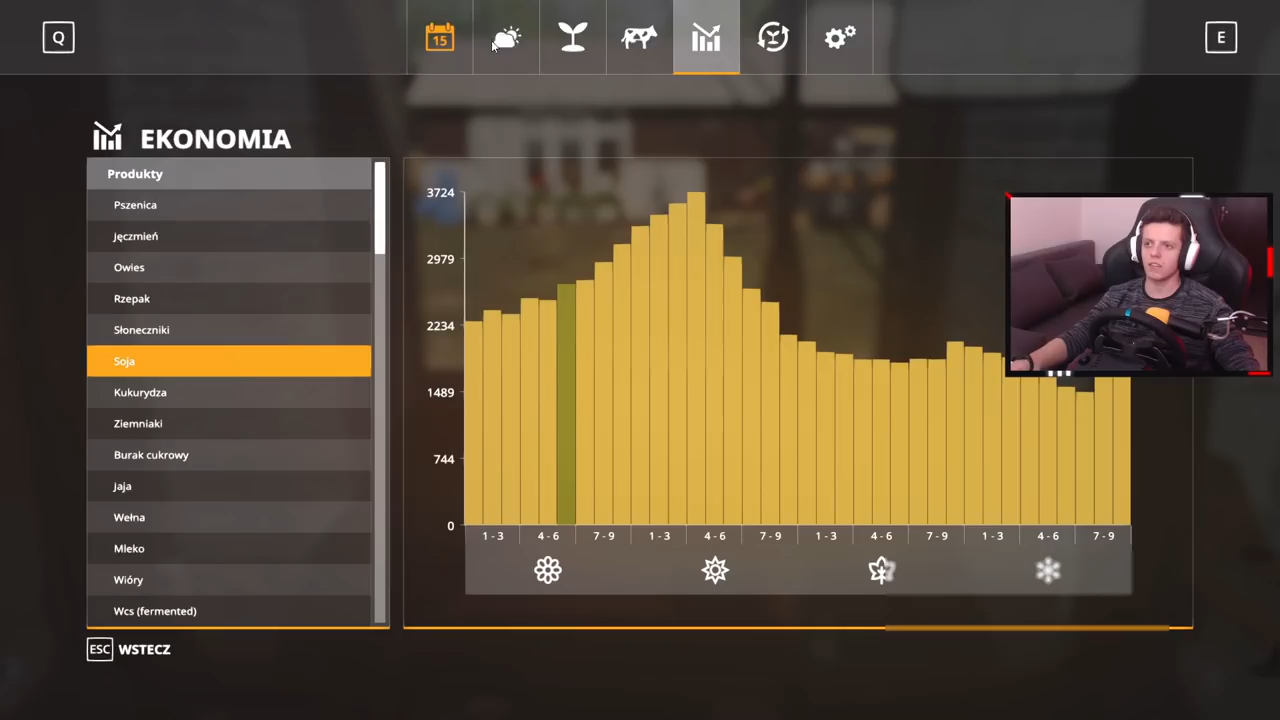 Q
15
E
EKONOMIA
Produkty
Pszenica
Jęczmień
Owies
Rzepak
Słoneczniki
Soja
Kukurydza
Ziemniaki
Burak cukrowy
Jaja
Wełna
Mleko
Wióry
Wcs (fermented)
3724
2979
2234
1489
744
0
1 - 3 4 - 6 7 - 9 1 - 3 4 - 6 7 - 9 1 - 3 4 - 6 7 - 9 1 - 3 4 - 6 7 - 9
ESC WSTECZ